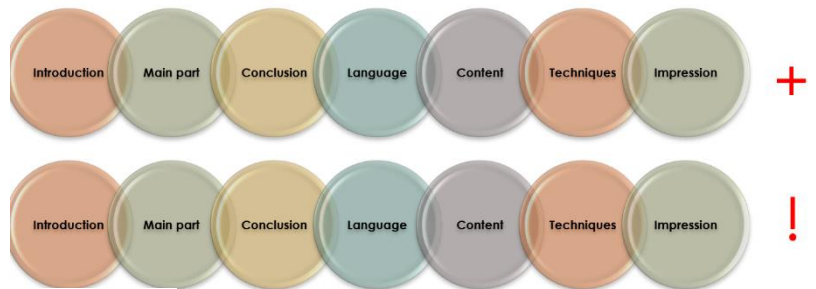 Introduction Main part Conclusion Language Content Techniques Impression +
Introduction Main part Conclusion Language Content Techniques Impression !